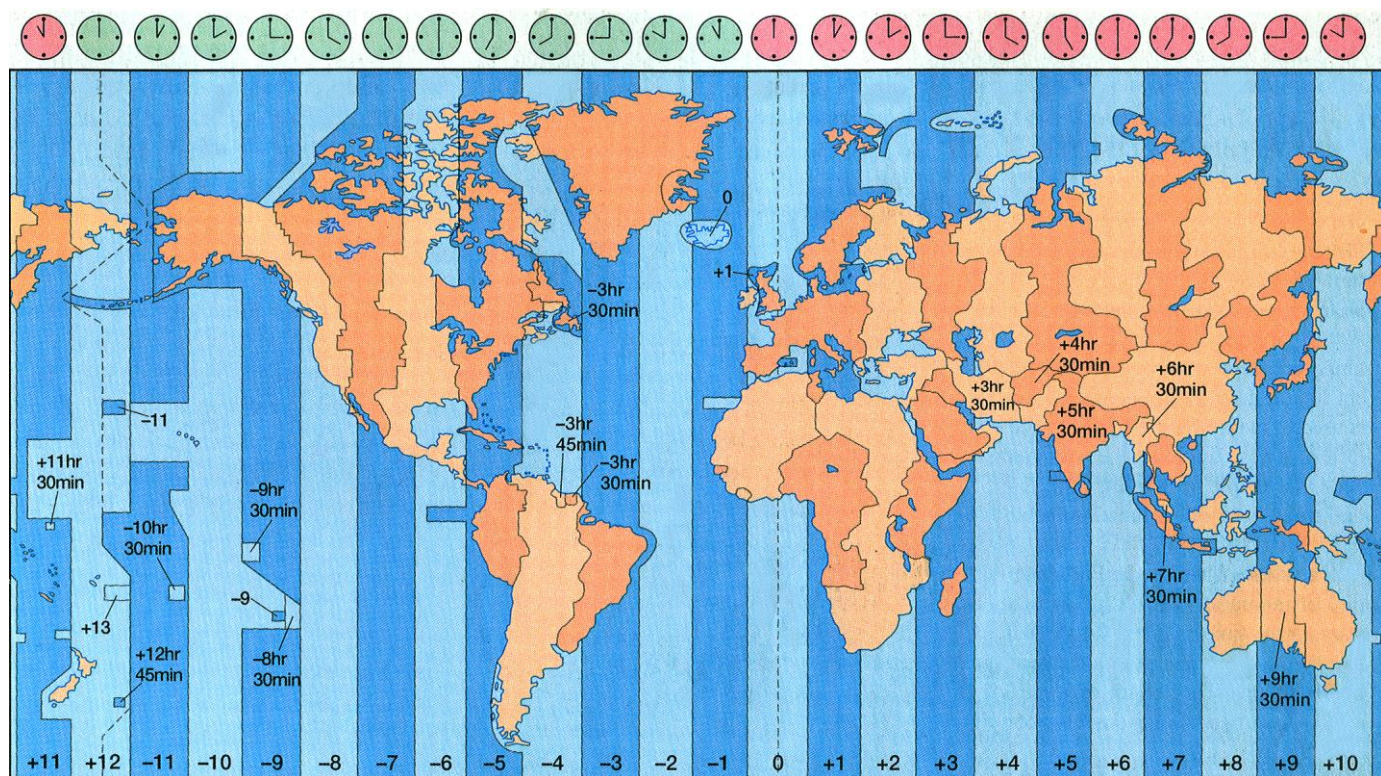 0
+1
–3hr
30min
+4hr
30min
+6hr
30min
+3hr
30min
+5hr
30min
–11
–3hr
45min
–3hr
30min
+11hr
30min
–9hr
30min
–10hr
30min
+7hr
30min
–9
+13
+12hr
45min
–8hr
30min
+9hr
30min
+11 +12 –11 –10 –9 –8 –7 –6 –5 –4 –3 –2 –1 0 +1 +2 +3 +4 +5 +6 +7 +8 +9 +10